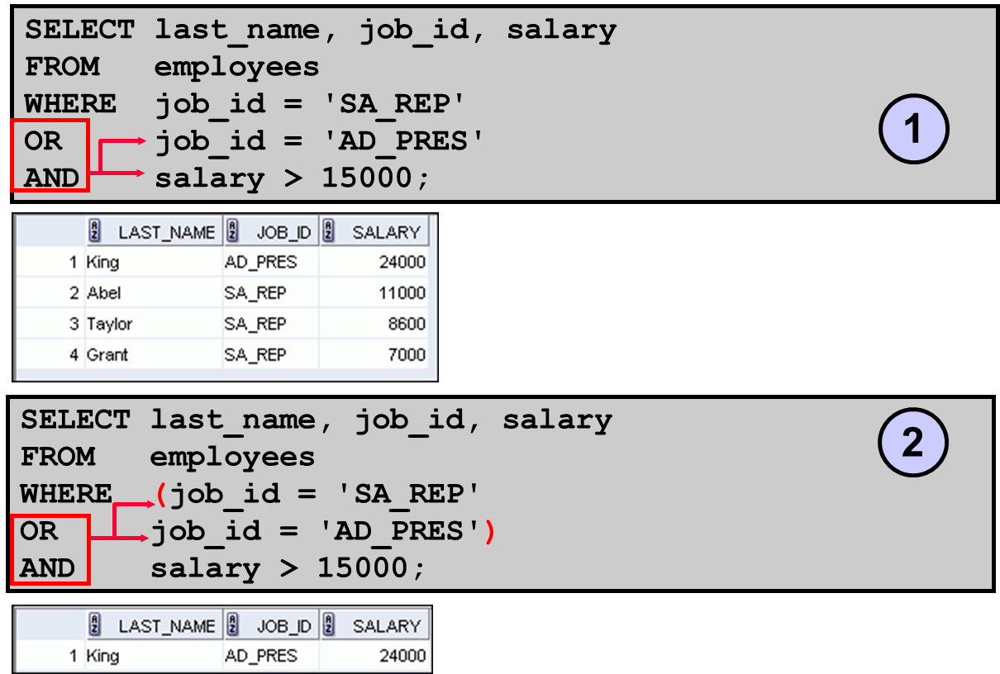 SELECT last_name, job_id, salary
FROM employees
WHERE job_id = 'SA_REP'
OR job_id = 'AD_PRES'
AND salary > 15000;
1
LAST_NAME JOB_ID SALARY
1 King AD_PRES 24000
2 Abel SA_REP 11000
3 Taylor SA_REP 8600
4 Grant SA_REP 7000
SELECT last_name, job_id, salary
FROM employees
WHERE (job_id = 'SA_REP'
OR job_id = 'AD_PRES')
AND salary > 15000;
2
LAST_NAME JOB_ID SALARY
1 King AD_PRES 24000